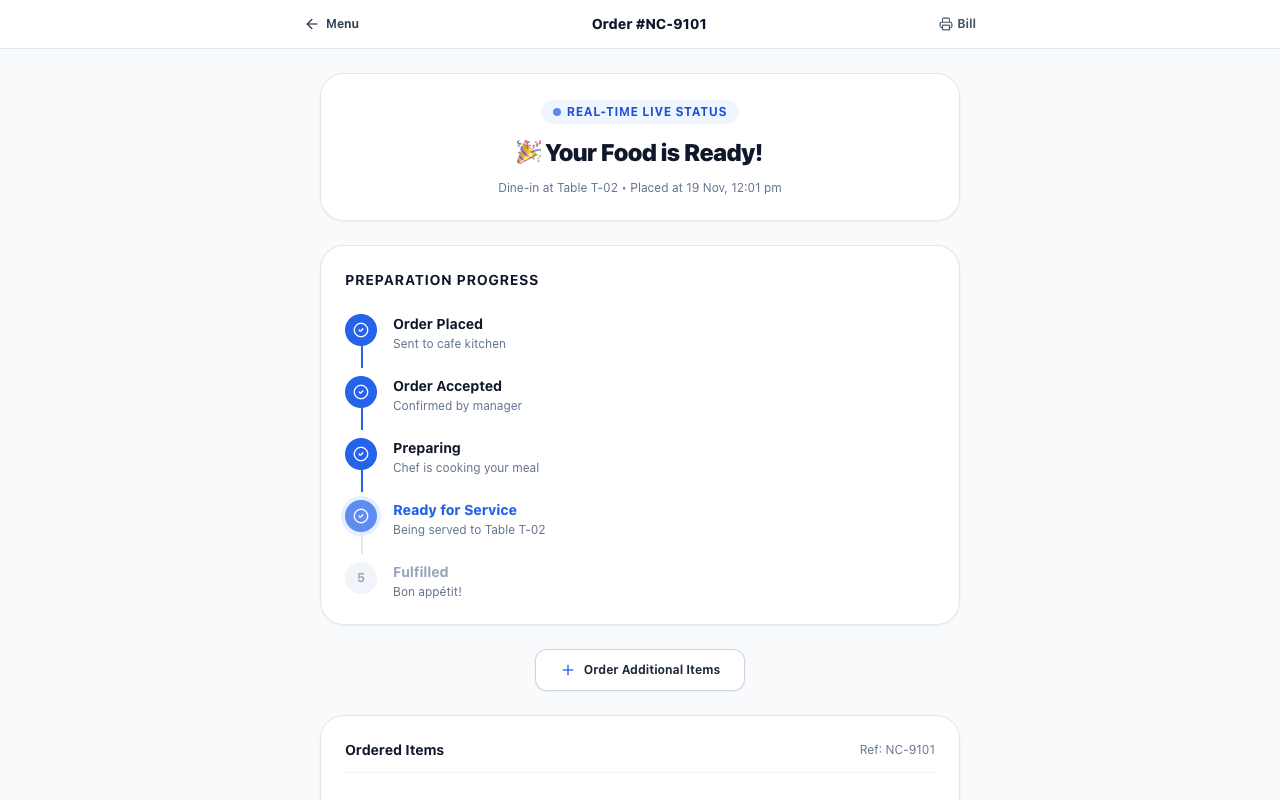 Menu
Order #NC-9101
Bill
REAL-TIME LIVE STATUS
🎉 Your Food is Ready!
Dine-in at Table T-02 • Placed at 19 Nov, 12:01 pm
PREPARATION PROGRESS
Order Placed
Sent to cafe kitchen
Order Accepted
Confirmed by manager
Preparing
Chef is cooking your meal
Ready for Service
Being served to Table T-02
5
Fulfilled
Bon appétit!
Order Additional Items
Ordered Items
Ref: NC-9101